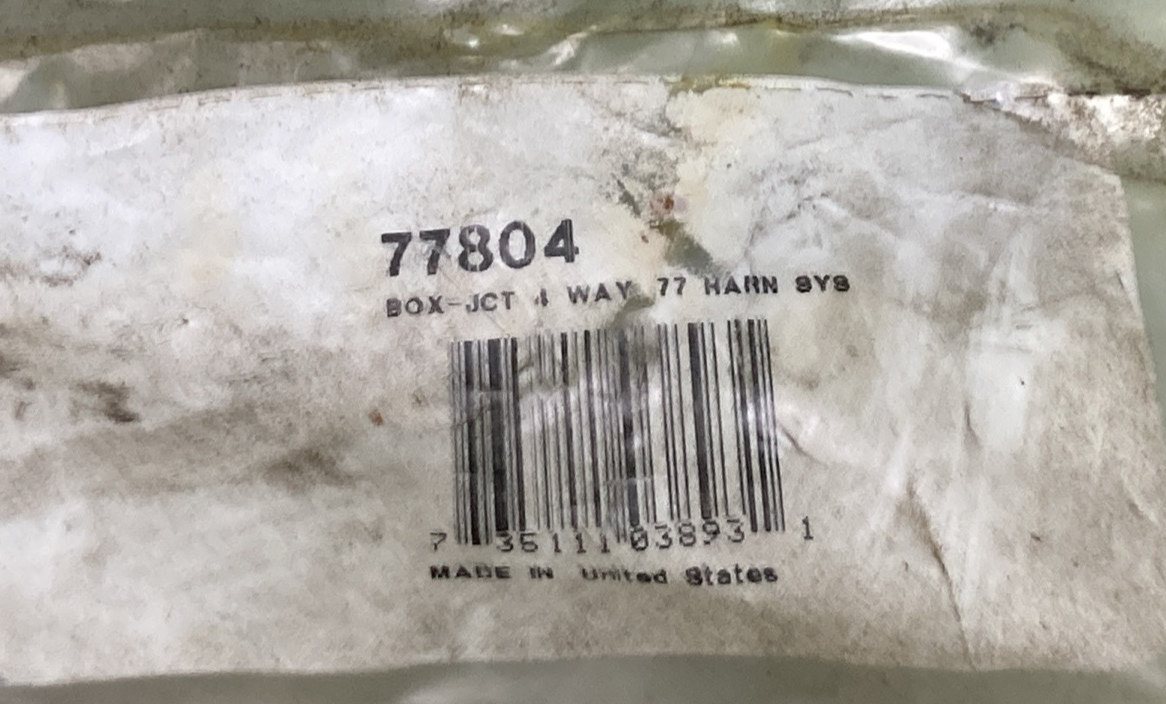 77804
BOX-JCT 4 WAY 77 HARN SYS
7 35111 03893 1
MADE IN United States